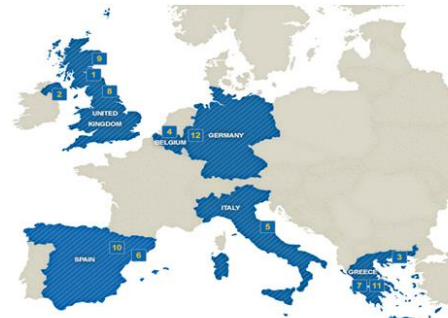 9
1
2
8
UNITED
KINGDOM
4
12
BELGIUM
GERMANY
ITALY
5
10
SPAIN
6
3
GREECE
7
11